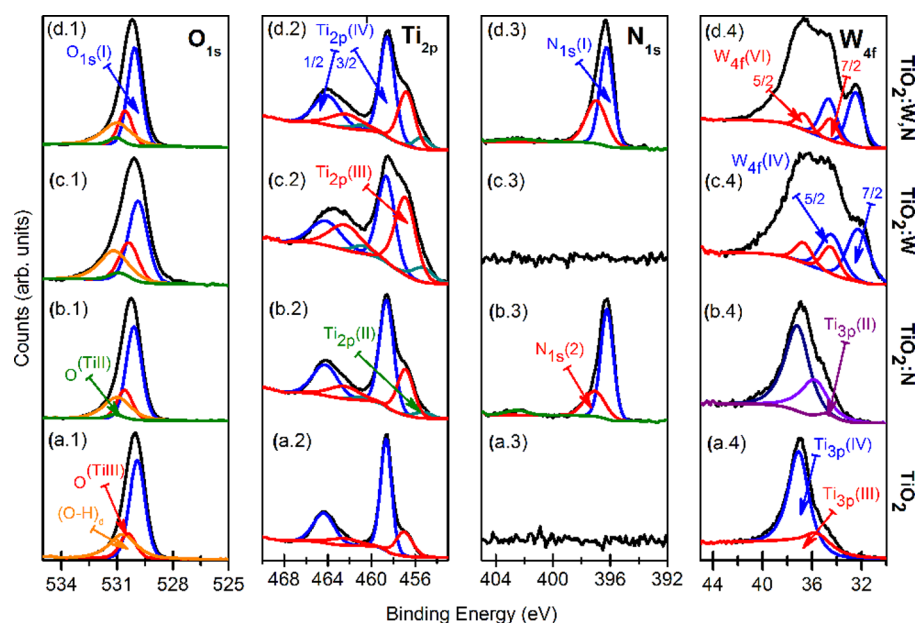 (d.1) O1s
O1s(I)
(c.1)
(b.1)
O(TiII)
(a.1)
O(TiIII)
(O-H)α
535 530 528 525
(d.2) Ti2p
Ti2p(IV)
1/2 3/2
(c.2)
Ti2p(III)
(b.2)
Ti2p(II)
(a.2)
468 464 460 456
(d.3) N1s
N1s(I)
(c.3)
(b.3)
N1s(2)
(a.3)
404 400 396 392
(d.4) W4f
W4f(VI) 7/2
5/2
(c.4)
W4f(IV)
5/2 7/2
(b.4)
Ti3p(II)
(a.4)
Ti3p(IV)
Ti3p(III)
44 40 36 32
TiO2:W,N
TiO2:W
TiO2:N
TiO2
Counts (arb. units)
Binding Energy (eV)